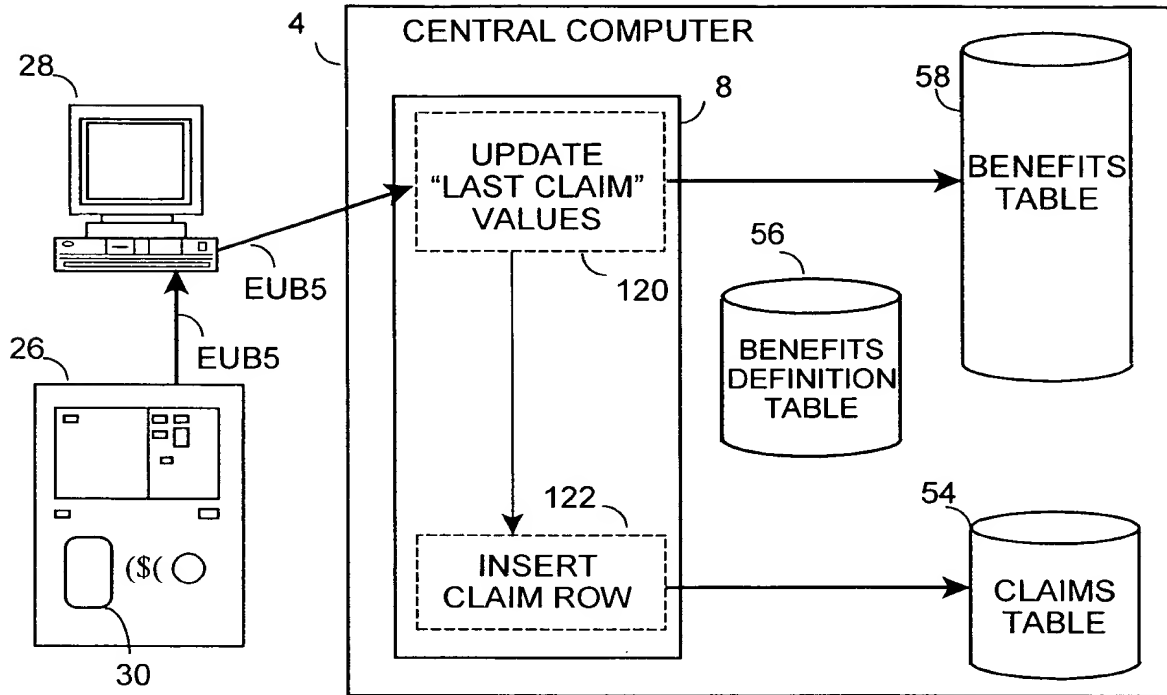 4
CENTRAL COMPUTER
28
8
58
UPDATE
"LAST CLAIM"
VALUES
BENEFITS
TABLE
EUB5
120
56
EUB5
26
BENEFITS
DEFINITION
TABLE
122
54
($(
INSERT
CLAIM ROW
CLAIMS
TABLE
30